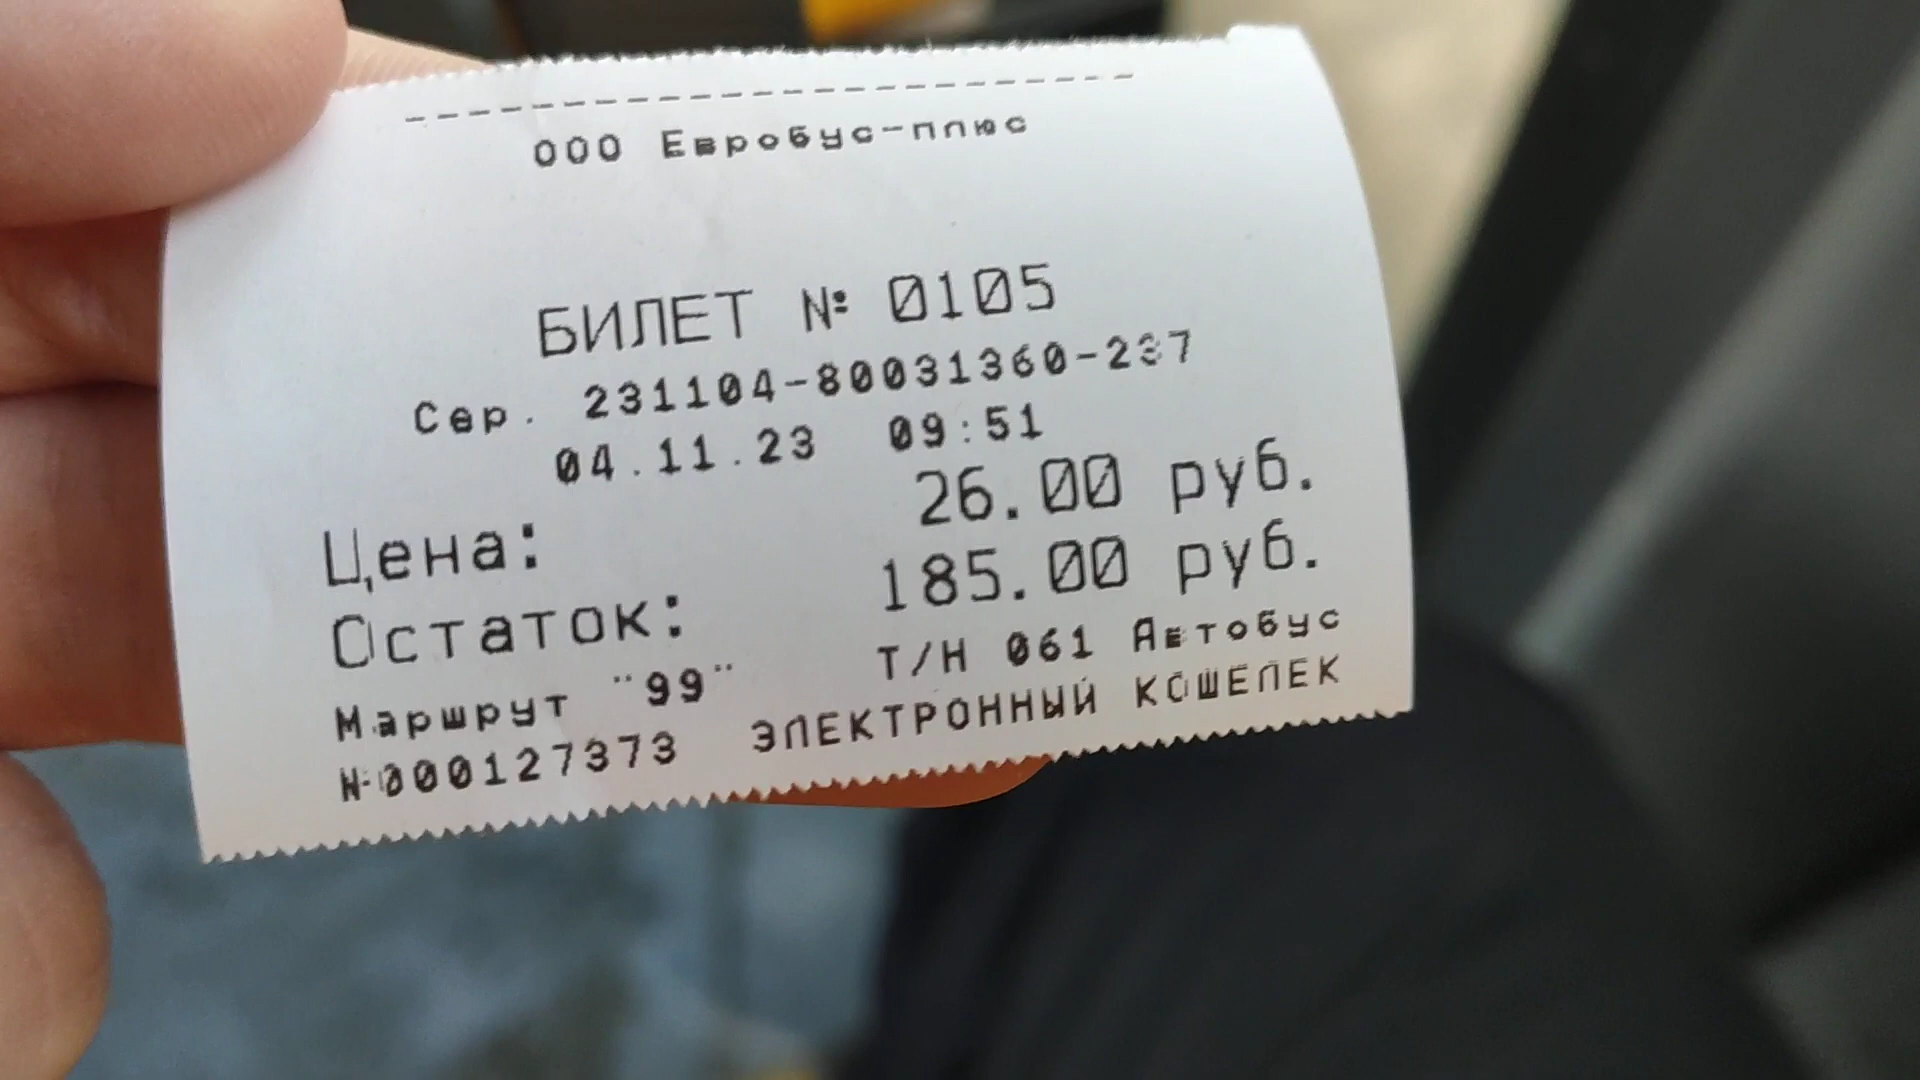 ООО Евробус-плюс
БИЛЕТ № 0105
Сер. 231104-80031360-237
04.11.23 09:51
Цена: 26.00 руб.
Остаток: 185.00 руб.
Маршрут "99" Т/Н 061 Автобус
№000127373 ЭЛЕКТРОННЫЙ КОШЕЛЕК